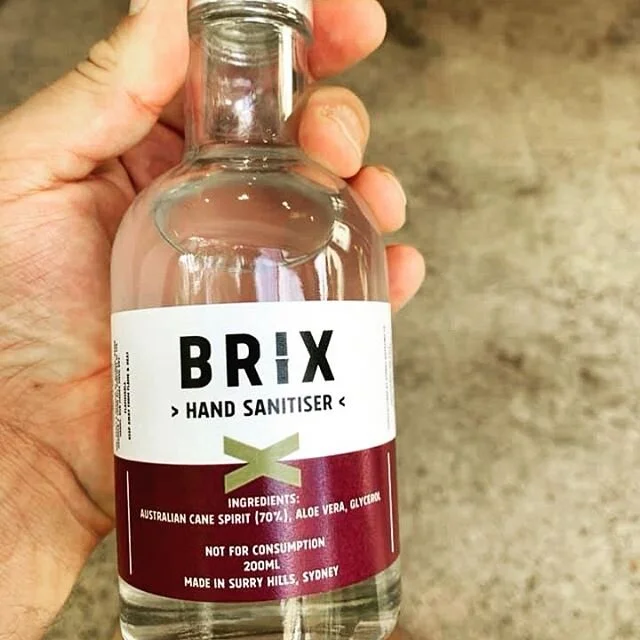 BRIX
> HAND SANITISER <
INGREDIENTS:
AUSTRALIAN CANE SPIRIT (70%), ALOE VERA, GLYCEROL
NOT FOR CONSUMPTION
200ML
MADE IN SURRY HILLS, SYDNEY